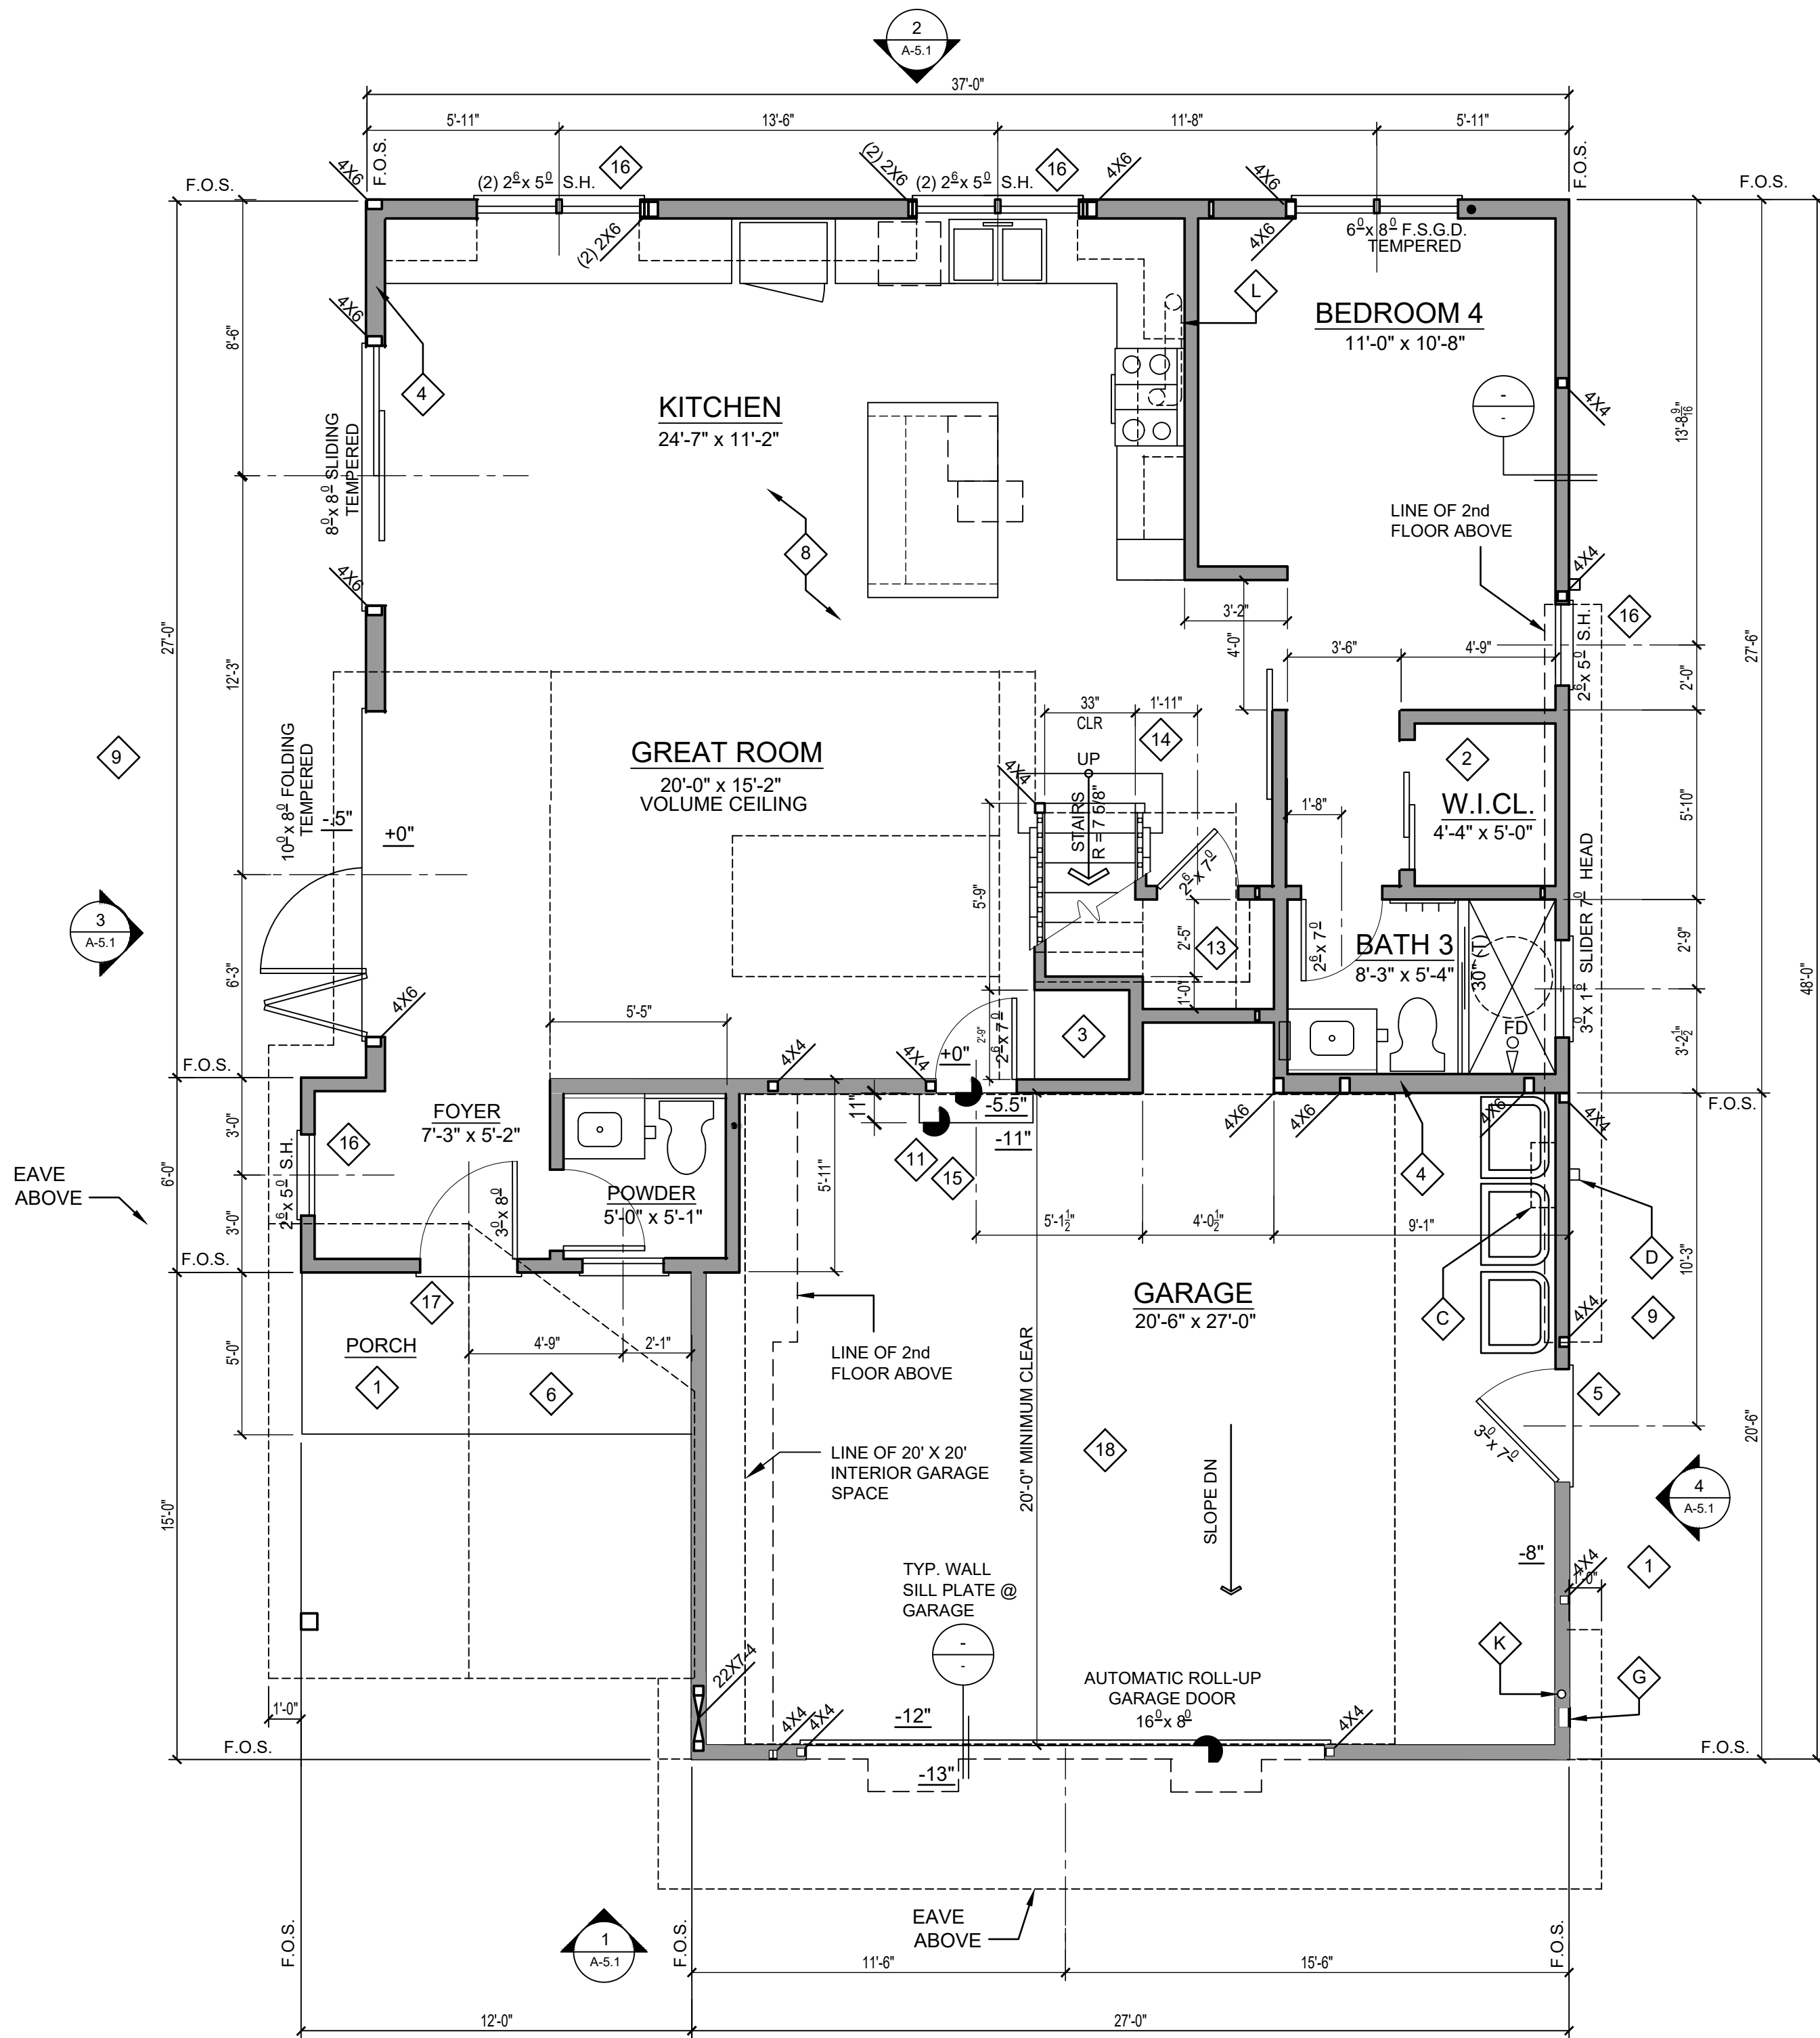 2
A-5.1
37'-0"
5'-11"
13'-6"
11'-8"
5'-11"
F.O.S.
F.O.S.
F.O.S.
F.O.S.
4X6
(2) 2⁶x 5⁰ S.H.
16
(2) 2X6
(2) 2X6
(2) 2⁶x 5⁰ S.H.
16
4X6
4X6
4X6
6⁰x 8⁰ F.S.G.D.
TEMPERED
L
BEDROOM 4
11'-0" x 10'-8"
4X6
4
8'-6"
KITCHEN
24'-7" x 11'-2"
-
-
4X4
13'-8 9/16"
8⁰x 8⁰ SLIDING
TEMPERED
8
LINE OF 2nd
FLOOR ABOVE
4X6
4X4
16
2⁶x 5⁰ S.H.
3'-2"
4'-0"
3'-6"
4'-9"
2'-0"
27'-0"
12'-3"
27'-6"
9
10⁰x 8⁰ FOLDING
TEMPERED
-.5"
+0"
GREAT ROOM
20'-0" x 15'-2"
VOLUME CEILING
33"
CLR
1'-11"
14
UP
4X4
STAIRS
R = 7 5/8"
2⁶x 7⁰
1'-8"
2
W.I.CL.
4'-4" x 5'-0"
5'-10"
3⁰x 1⁶ SLIDER 7⁰ HEAD
3
A-5.1
5'-9"
2'-5"
13
1'-0"
2⁶x 7⁰
BATH 3
8'-3" x 5'-4"
30" (T)
FD
2'-9"
3'-2½"
48'-0"
6'-3"
4X6
5'-5"
2'-9"
2⁶x 7⁰
3
+0"
4X4
4X4
F.O.S.
F.O.S.
11"
-5.5"
-11"
11
15
4X6
4X6
4X6
4X4
4
FOYER
7'-3" x 5'-2"
16
2⁶x 5⁰ S.H.
3'-0"
6'-0"
3'-0"
EAVE
ABOVE
3⁰x 8⁰
POWDER
5'-0" x 5'-1"
5'-11"
5'-1½"
4'-0½"
9'-1"
10'-3"
D
C
9
4X4
F.O.S.
17
PORCH
1
6
4'-9"
2'-1"
5'-0"
GARAGE
20'-6" x 27'-0"
LINE OF 2nd
FLOOR ABOVE
20'-0" MINIMUM CLEAR
5
3⁰x 7⁰
20'-6"
18
LINE OF 20' X 20'
INTERIOR GARAGE
SPACE
SLOPE DN
4
A-5.1
15'-0"
-8"
4X4
1'-0"
1
TYP. WALL
SILL PLATE @
GARAGE
-
-
K
G
22X7-4
AUTOMATIC ROLL-UP
GARAGE DOOR
16⁰x 8⁰
1'-0"
4X4
4X4
-12"
4X4
F.O.S.
F.O.S.
-13"
EAVE
ABOVE
1
A-5.1
F.O.S.
F.O.S.
F.O.S.
11'-6"
15'-6"
12'-0"
27'-0"